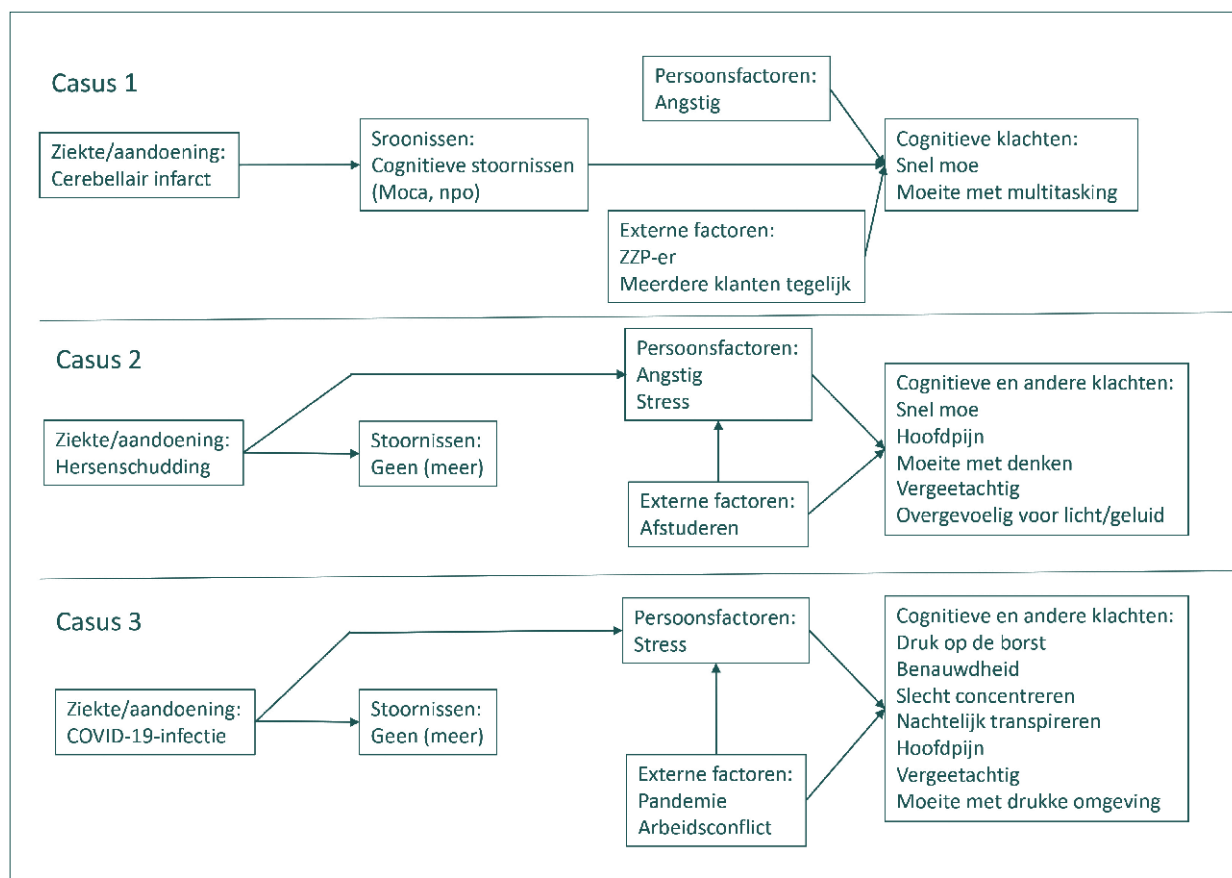 Casus 1
Ziekte/aandoening:
Cerebellair infarct
Sroonissen:
Cognitieve stoornissen
(Moca, npo)
Persoonsfactoren:
Angstig
Externe factoren:
ZZP-er
Meerdere klanten tegelijk
Cognitieve klachten:
Snel moe
Moeite met multitasking
Casus 2
Ziekte/aandoening:
Hersenschudding
Stoornissen:
Geen (meer)
Persoonsfactoren:
Angstig
Stress
Externe factoren:
Afstuderen
Cognitieve en andere klachten:
Snel moe
Hoofdpijn
Moeite met denken
Vergeetachtig
Overgevoelig voor licht/geluid
Casus 3
Ziekte/aandoening:
COVID-19-infectie
Stoornissen:
Geen (meer)
Persoonsfactoren:
Stress
Externe factoren:
Pandemie
Arbeidsconflict
Cognitieve en andere klachten:
Druk op de borst
Benauwdheid
Slecht concentreren
Nachtelijk transpireren
Hoofdpijn
Vergeetachtig
Moeite met drukke omgeving